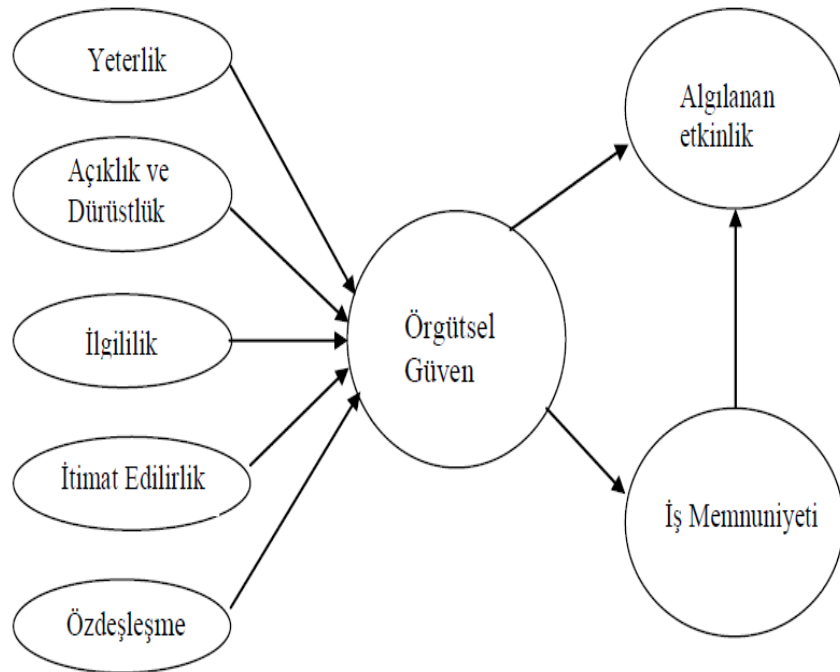 Yeterlik
Açıklık ve
Dürüstlük
İlgililik
İtimat Edilirlik
Özdeşleşme
Örgütsel
Güven
Algılanan
etkinlik
İş Memnuniyeti